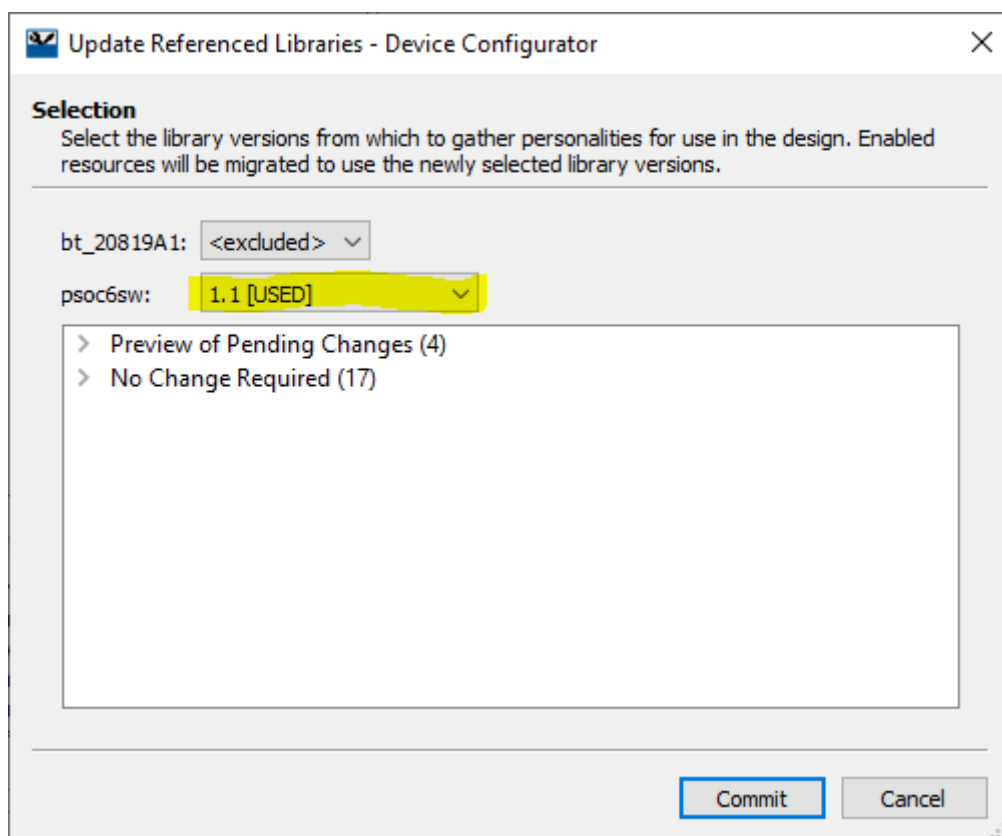 Update Referenced Libraries - Device Configurator
Selection
Select the library versions from which to gather personalities for use in the design. Enabled
resources will be migrated to use the newly selected library versions.
bt_20819A1: <excluded>
psoc6sw: 1.1 [USED]
Preview of Pending Changes (4)
No Change Required (17)
Commit Cancel